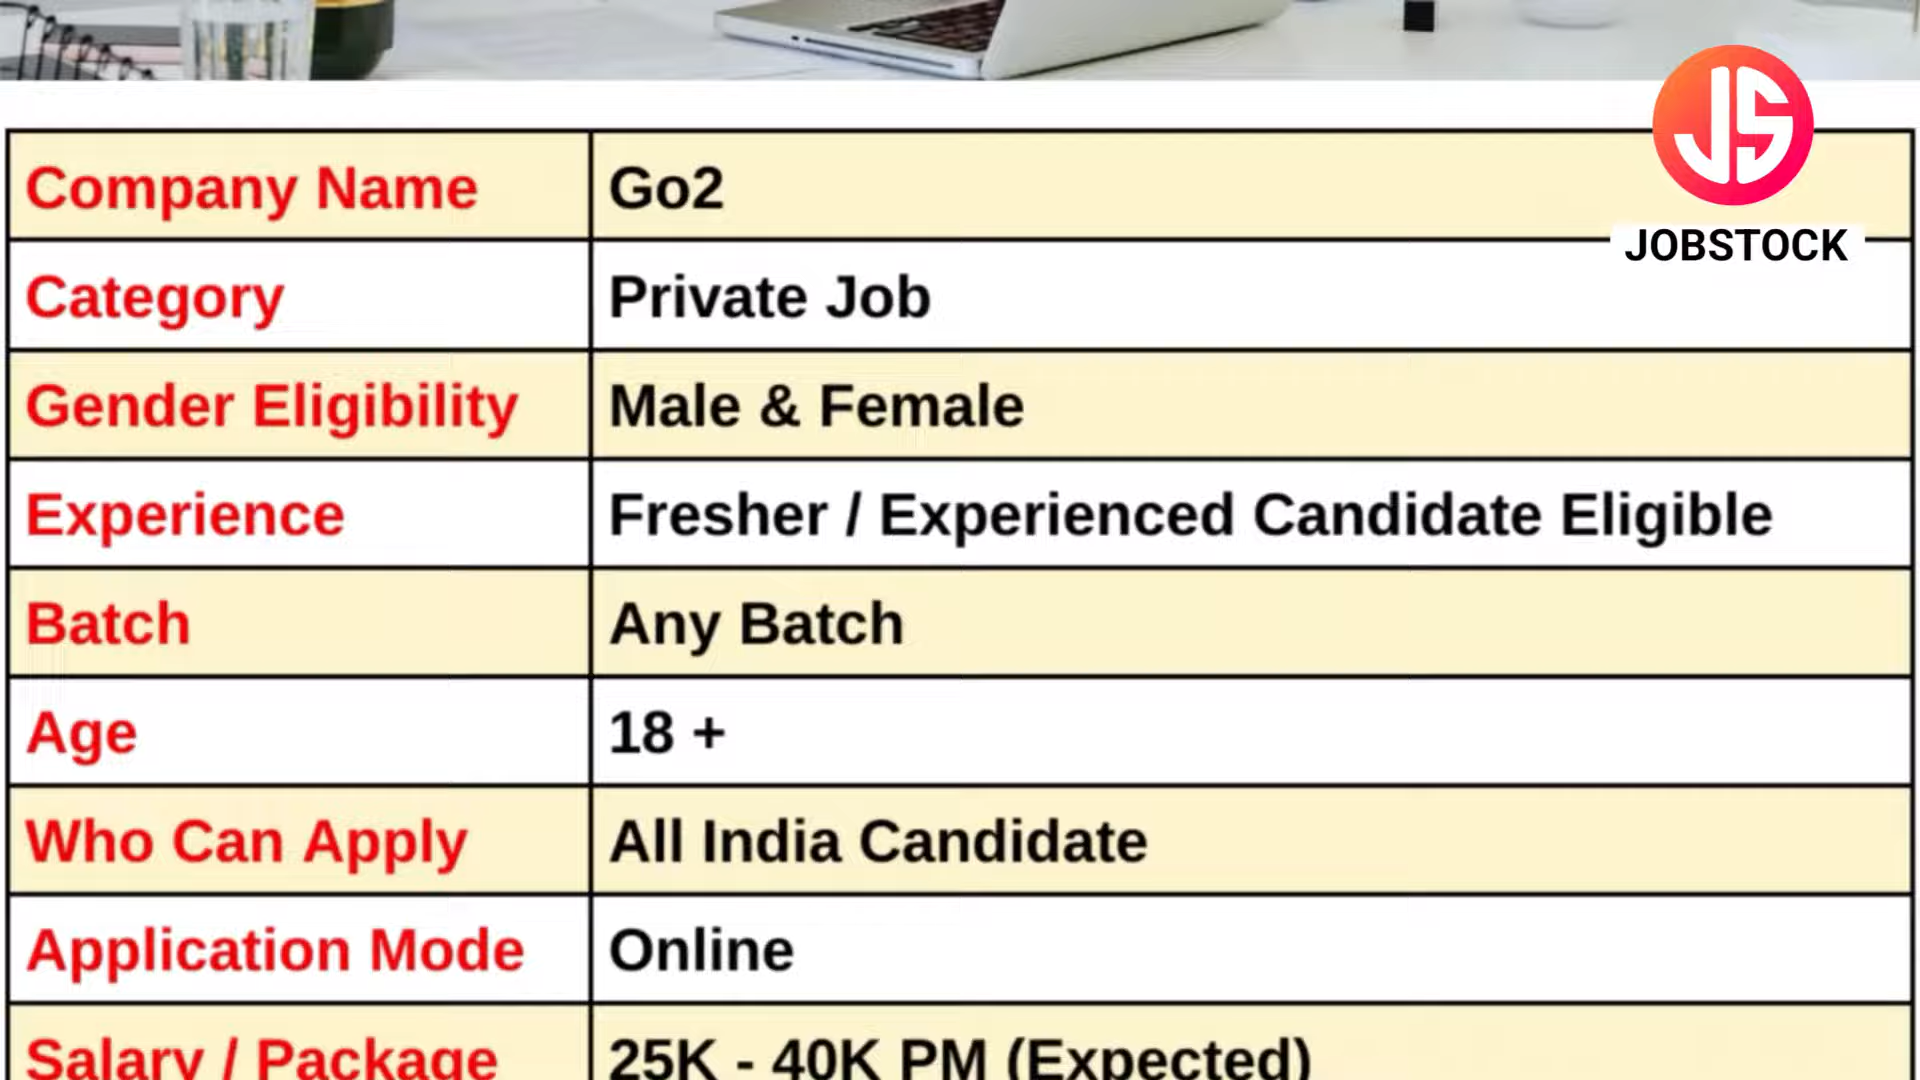 JS
JOBSTOCK
Company Name Go2
Category Private Job
Gender Eligibility Male & Female
Experience Fresher / Experienced Candidate Eligible
Batch Any Batch
Age 18 +
Who Can Apply All India Candidate
Application Mode Online
Salary / Package 25K - 40K PM (Expected)